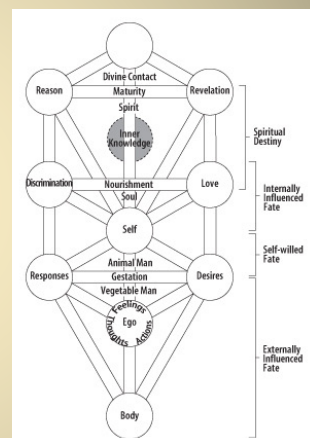 Divine Contact
Reason
Maturity
Revelation
Spirit
Inner
Knowledge
Spiritual
Destiny
Discrimination
Nourishment
Love
Soul
Internally
Influenced
Fate
Self
Self-willed
Fate
Animal Man
Responses
Gestation
Desires
Vegetable Man
Feelings
Ego
Thoughts
Actions
Externally
Influenced
Fate
Body